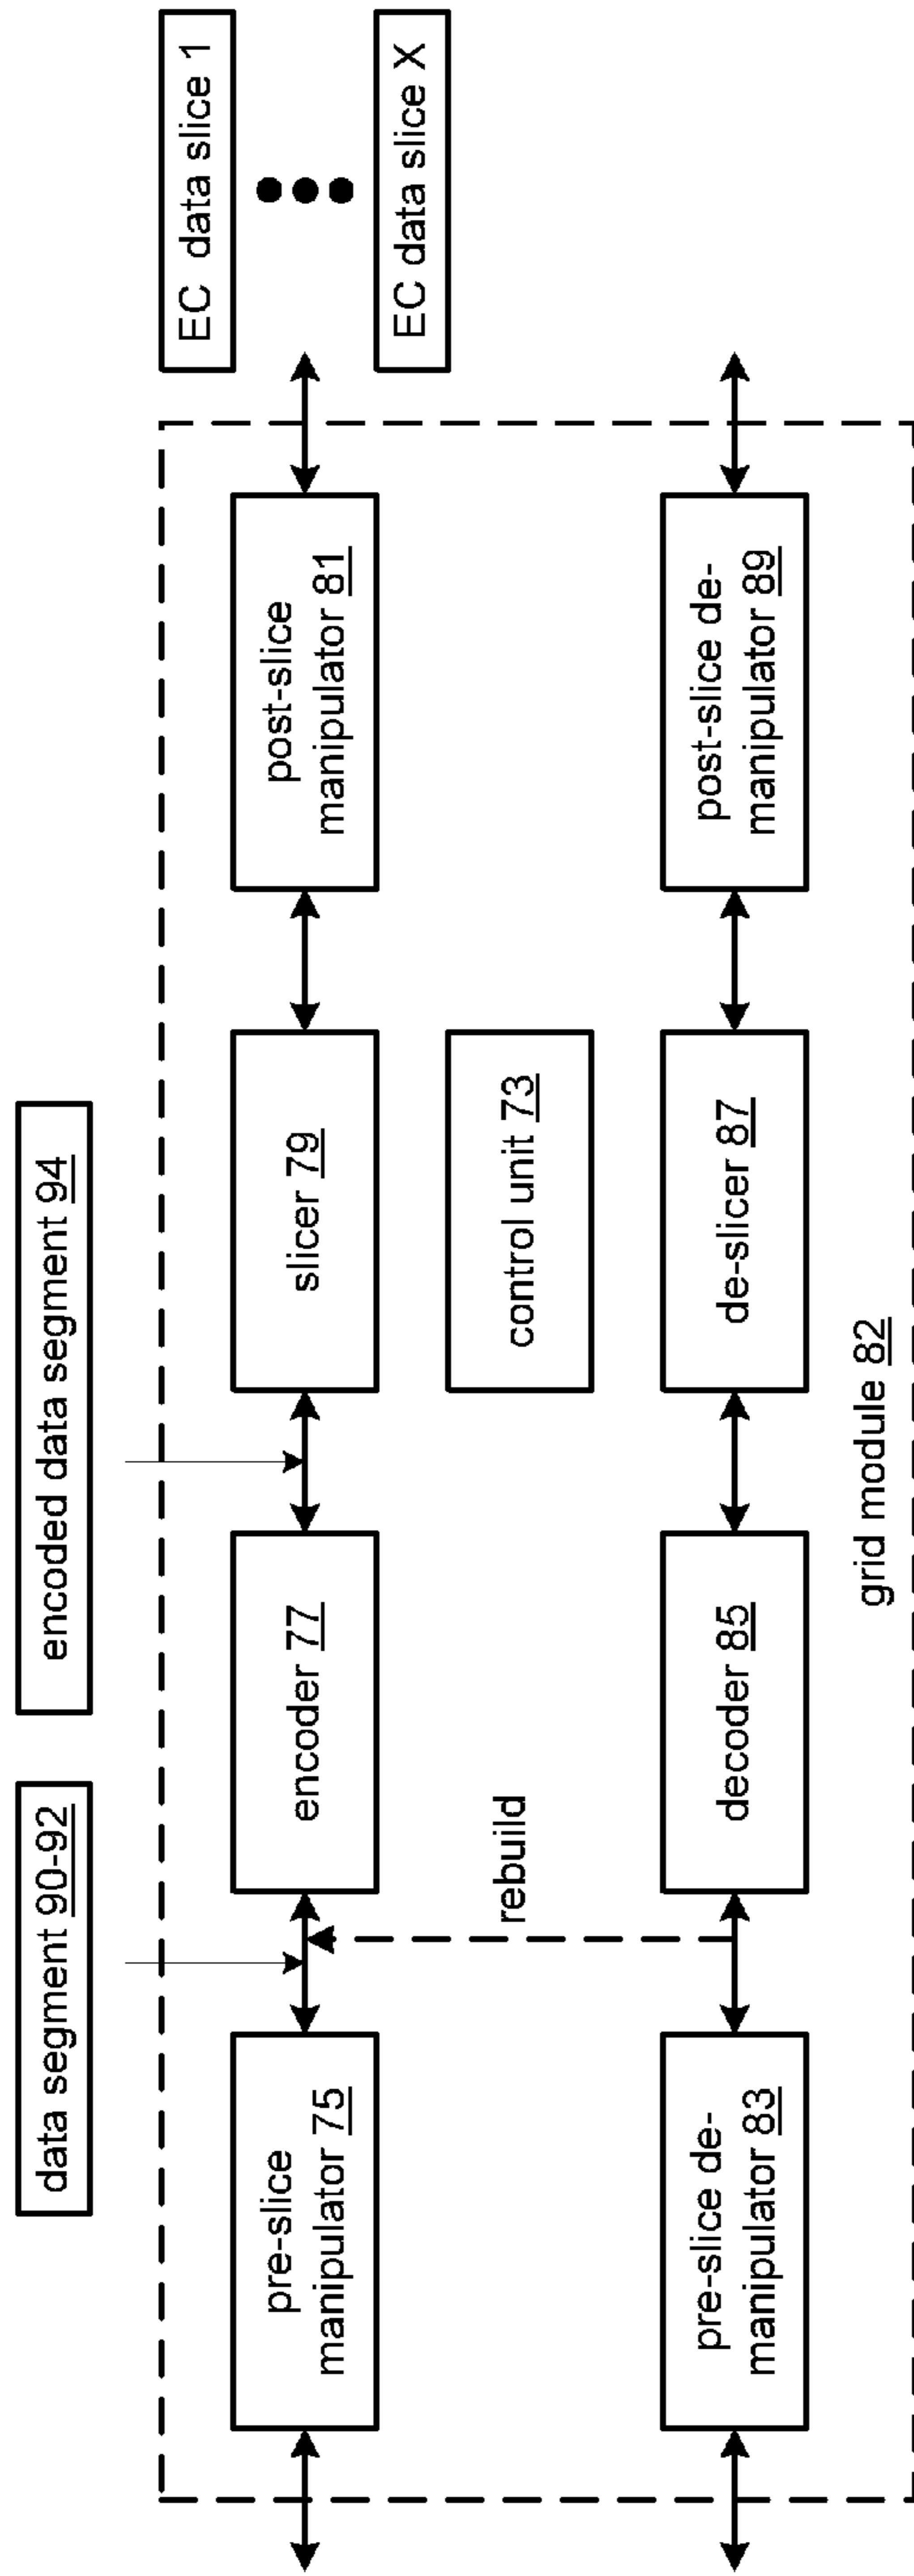 data segment 90-92
encoded data segment 94
EC  data slice 1
EC data slice X
pre-slice
manipulator 75
encoder 77
slicer 79
post-slice
manipulator 81
rebuild
control unit 73
pre-slice de-
manipulator 83
decoder 85
de-slicer 87
post-slice de-
manipulator 89
grid module 82